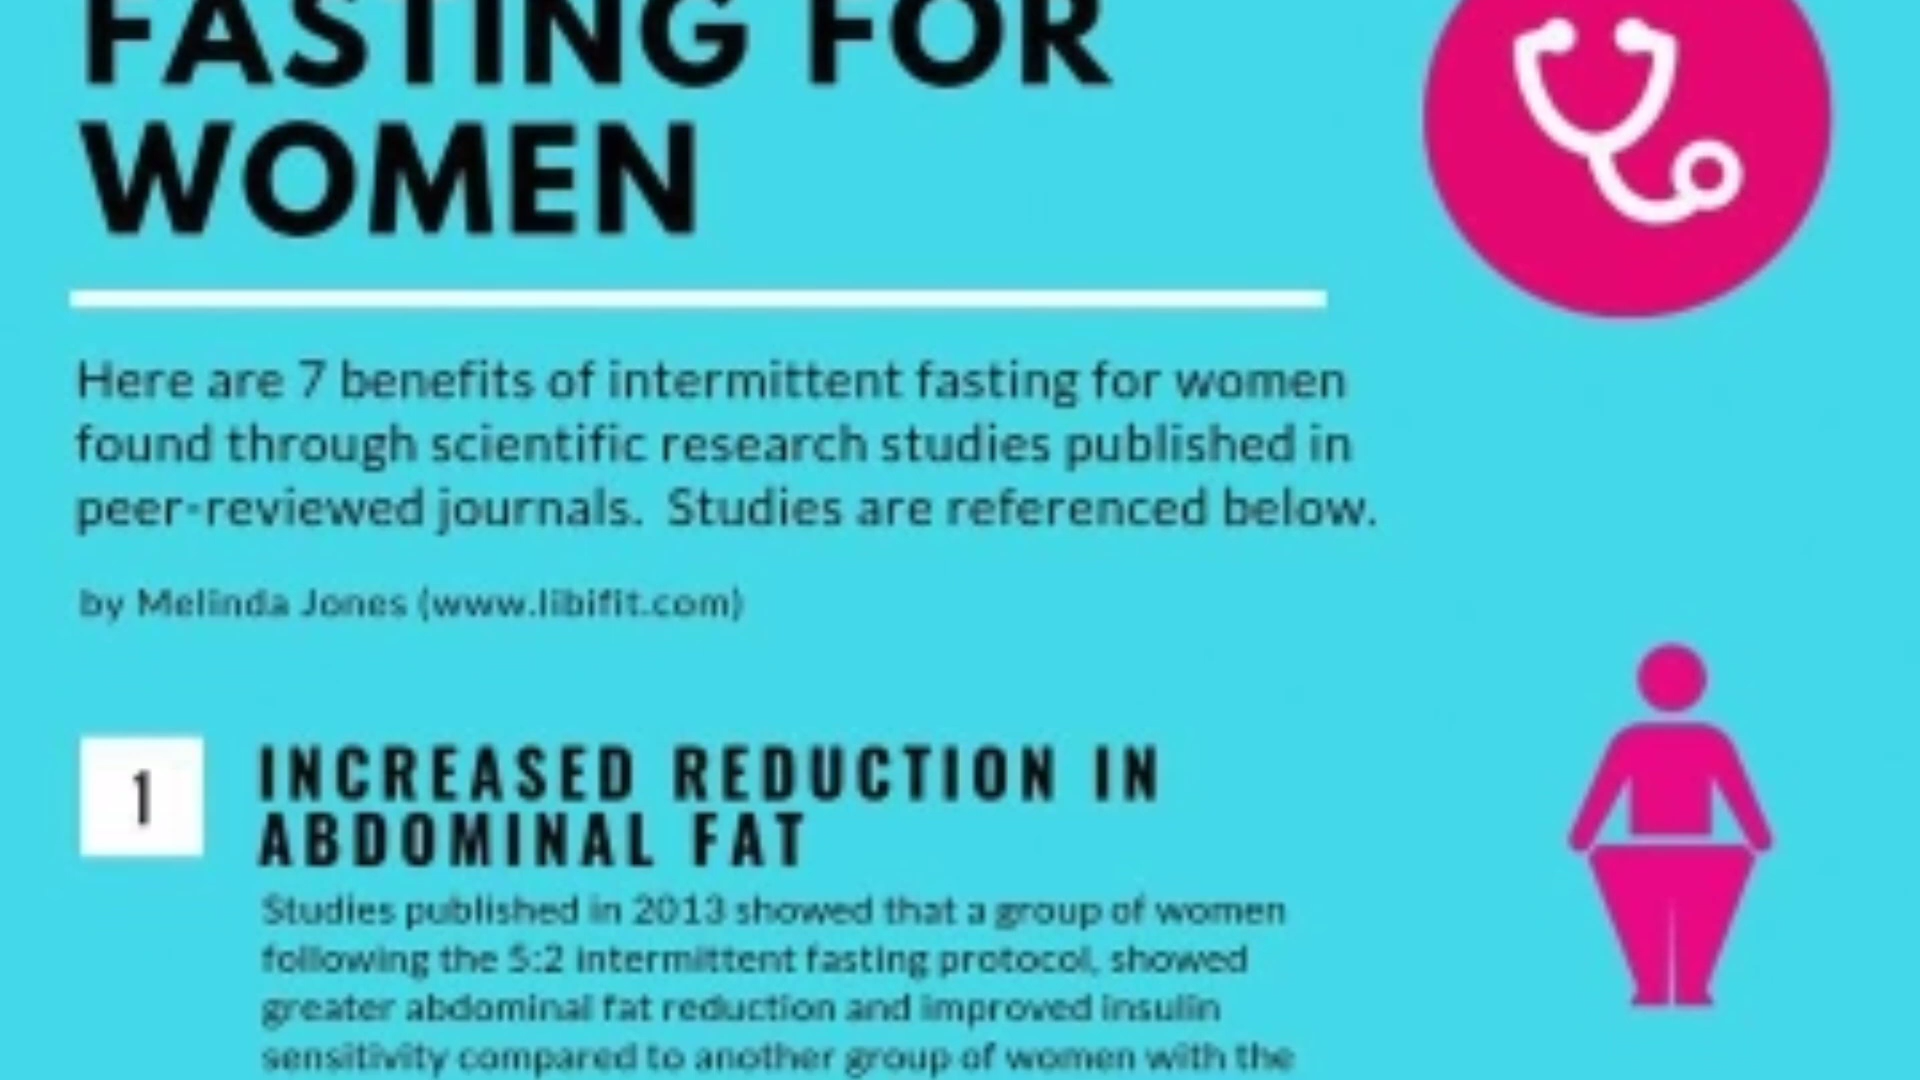 FASTING FOR
WOMEN
Here are 7 benefits of intermittent fasting for women
found through scientific research studies published in
peer-reviewed journals.  Studies are referenced below.
by Melinda Jones (www.libifit.com)
1
INCREASED REDUCTION IN
ABDOMINAL FAT
Studies published in 2013 showed that a group of women
following the 5:2 intermittent fasting protocol, showed
greater abdominal fat reduction and improved insulin
sensitivity compared to another group of women with the